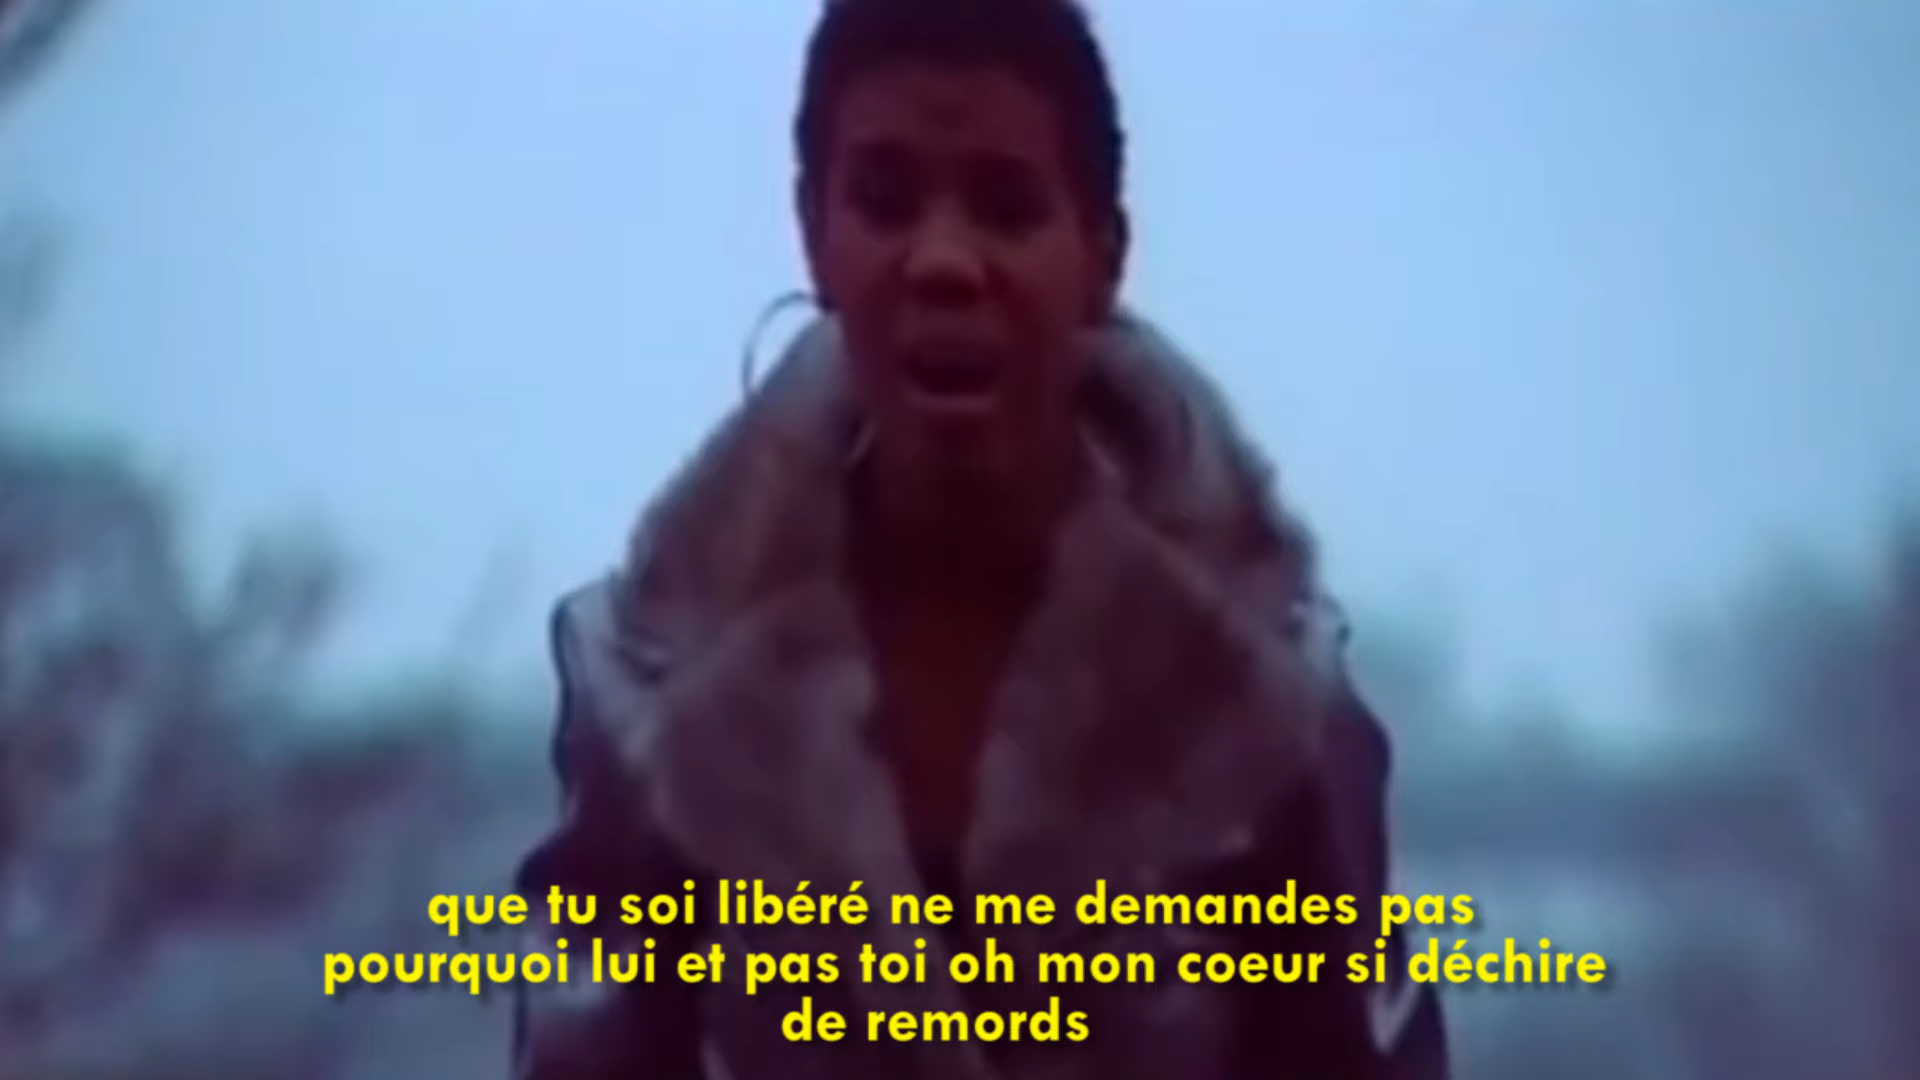 que tu soi libéré ne me demandes pas
pourquoi lui et pas toi oh mon coeur si déchire
de remords